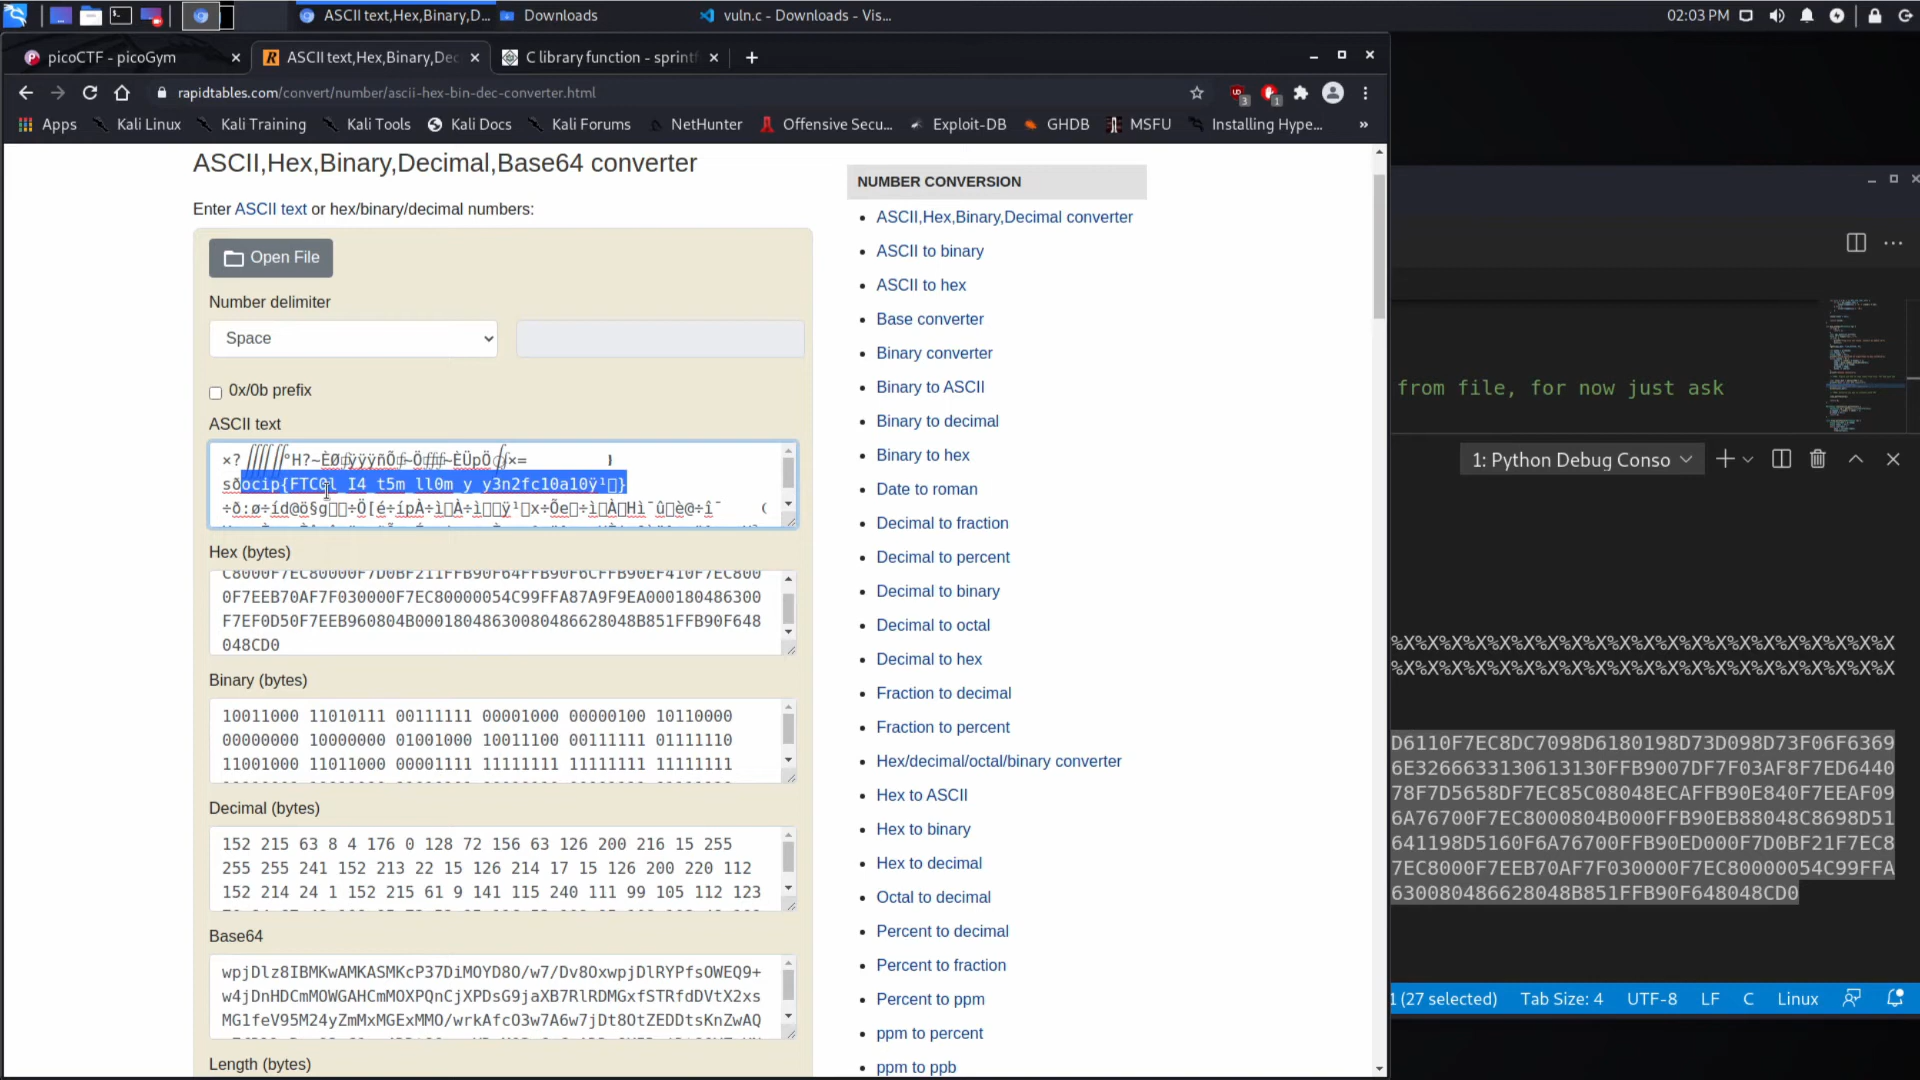 ASCII text,Hex,Binary,D...
Downloads
vuln.c - Downloads - Vis...
02:03 PM
picoCTF - picoGym
ASCII text,Hex,Binary,Dec
C library function - sprintf
rapidtables.com/convert/number/ascii-hex-bin-dec-converter.html
Apps
Kali Linux
Kali Training
Kali Tools
Kali Docs
Kali Forums
NetHunter
Offensive Secu...
Exploit-DB
GHDB
MSFU
Installing Hype...
ASCII,Hex,Binary,Decimal,Base64 converter
Enter ASCII text or hex/binary/decimal numbers:
Open File
Number delimiter
Space
0x/0b prefix
ASCII text
ocip{FTC0l_I4_t5m_ll0m_y_y3n2fc10a10ÿ¹□}
Hex (bytes)
C8000F7EC80000F7D0BF211FFB90F64FFB90F6CFFB90EF410F7EC800
0F7EEB70AF7F030000F7EC80000054C99FFA87A9F9EA000180486300
F7EF0D50F7EEB960804B00018048630080486628048B851FFB90F648
048CD0
Binary (bytes)
10011000 11010111 00111111 00001000 00000100 10110000
00000000 10000000 01001000 10011100 00111111 01111110
11001000 11011000 00001111 11111111 11111111 11111111
Decimal (bytes)
152 215 63 8 4 176 0 128 72 156 63 126 200 216 15 255
255 255 241 152 213 22 15 126 214 17 15 126 200 220 112
152 214 24 1 152 215 61 9 141 115 240 111 99 105 112 123
Base64
wpjDlz8IBMKwAMKASMKcP37DiMOYD8O/w7/Dv8OxwpjDlRYPfsOWEQ9+
w4jDnHDCmMOWGAHCmMOXPQnCjXPDsG9jaXB7RlRDMGxfSTRfdDVtX2xs
MG1feV95M24yZmMxMGExMMO/wrkAfcO3w7A6w7jDt8OtZEDDtsKnZwAQ
Length (bytes)
NUMBER CONVERSION
ASCII,Hex,Binary,Decimal converter
ASCII to binary
ASCII to hex
Base converter
Binary converter
Binary to ASCII
Binary to decimal
Binary to hex
Date to roman
Decimal to fraction
Decimal to percent
Decimal to binary
Decimal to octal
Decimal to hex
Fraction to decimal
Fraction to percent
Hex/decimal/octal/binary converter
Hex to ASCII
Hex to binary
Hex to decimal
Octal to decimal
Percent to decimal
Percent to fraction
Percent to ppm
ppm to percent
ppm to ppb
from file, for now just ask
1: Python Debug Conso
%X%X%X%X%X%X%X%X%X%X%X%X%X%X%X%X%X%X%X%X%X
%X%X%X%X%X%X%X%X%X%X%X%X%X%X%X%X%X%X%X%X%X
D6110F7EC8DC7098D6180198D73D098D73F06F6369
6E3266633130613130FFB9007DF7F03AF8F7ED6440
78F7D5658DF7EC85C08048ECAFFB90E840F7EEAF09
6A76700F7EC8000804B000FFB90EB88048C8698D51
641198D5160F6A76700FFB90ED000F7D0BF21F7EC8
7EC8000F7EEB70AF7F030000F7EC80000054C99FFA
630080486628048B851FFB90F648048CD0
(27 selected)
Tab Size: 4
UTF-8
LF
C
Linux